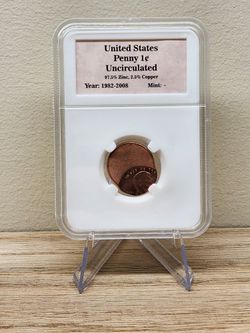 United States
Penny 1¢
Uncirculated
97.5% Zinc, 2.5% Copper
Year: 1982-2008 Mint: -